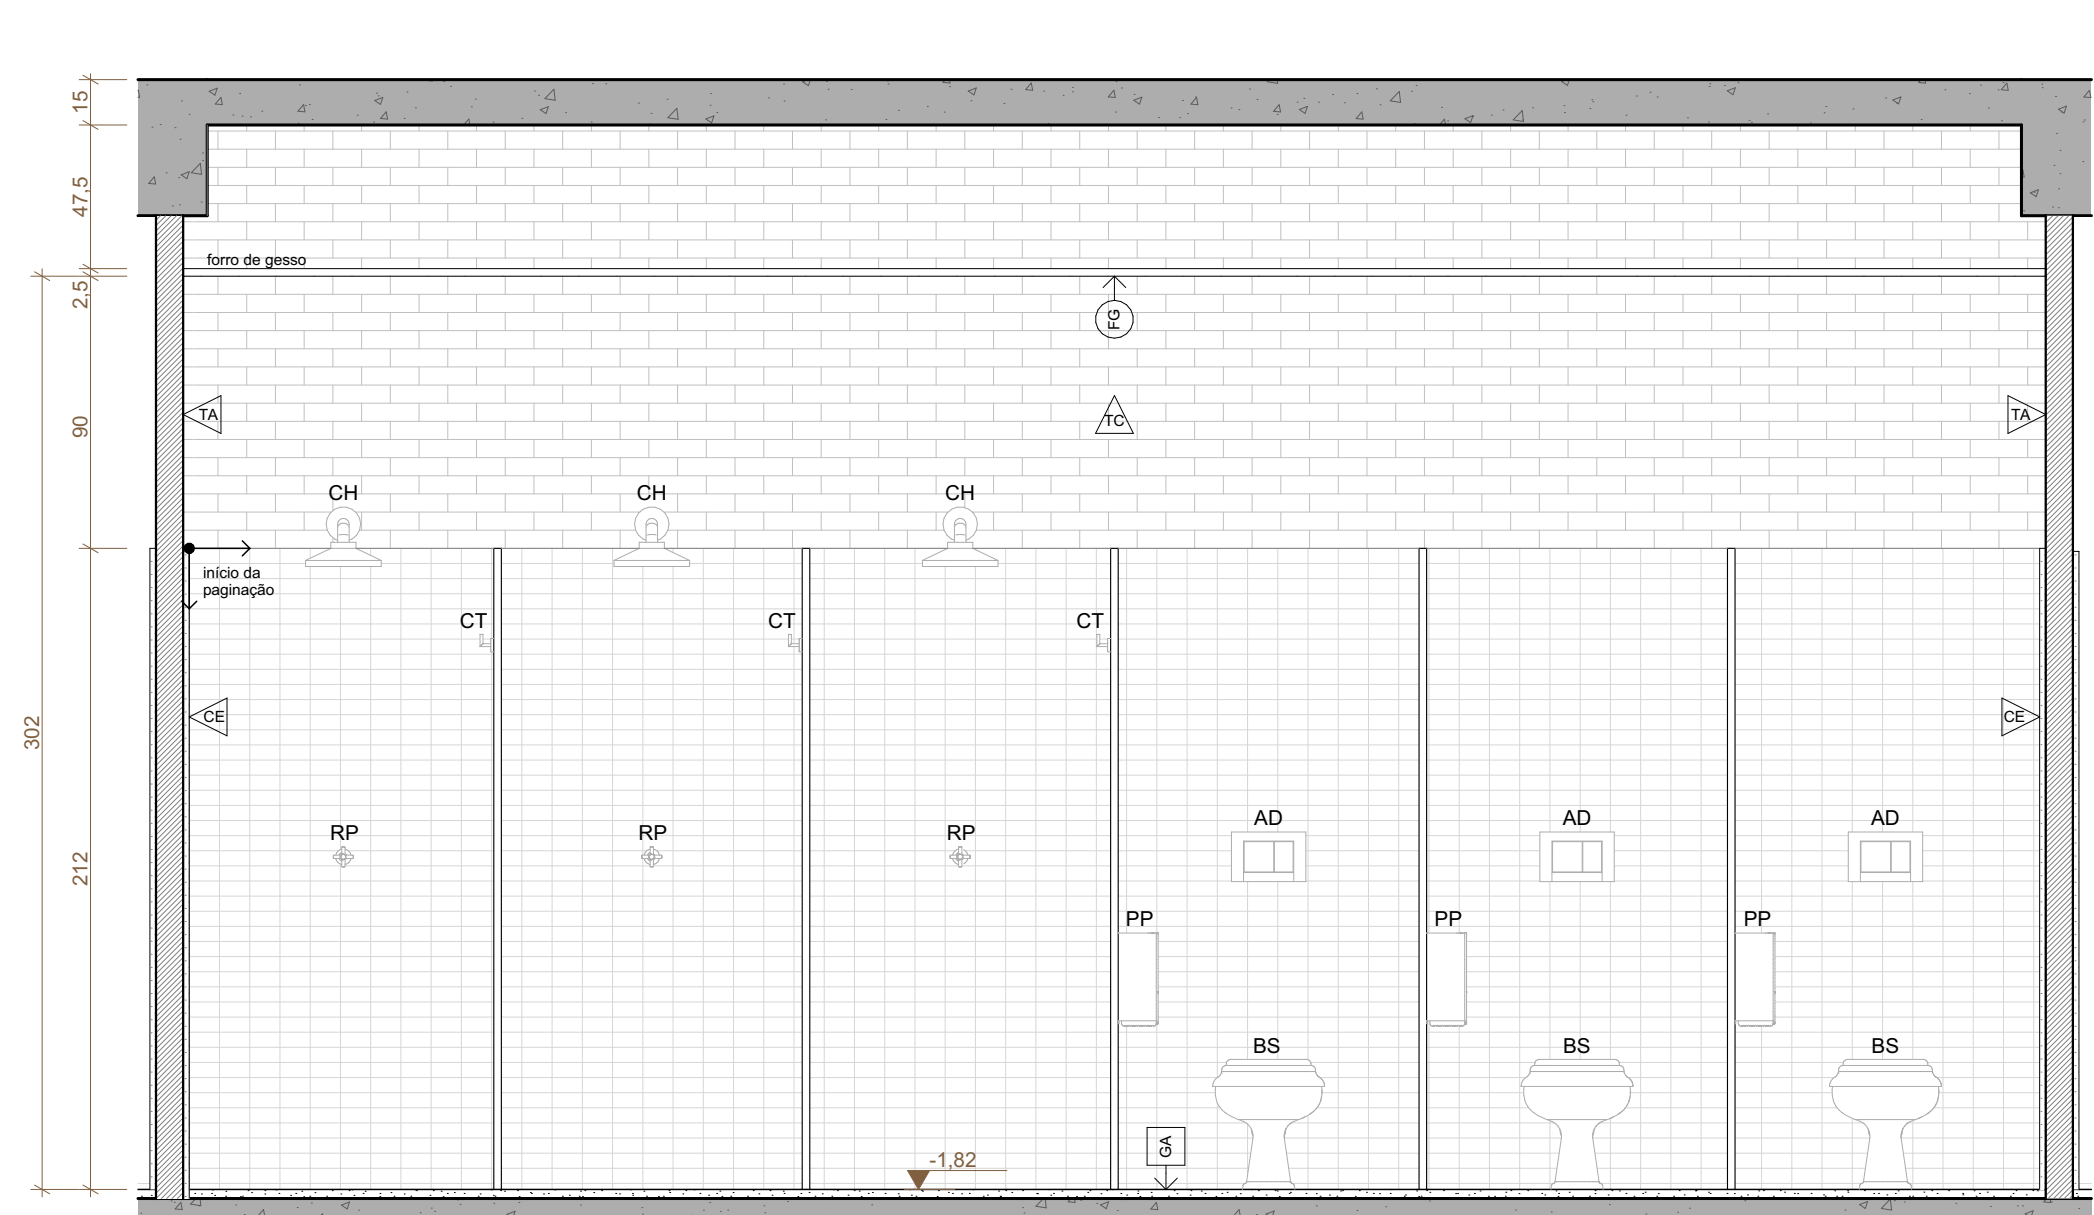 15
47,5
forro de gesso
2,5
FG
TA
TC
TA
90
CH
CH
CH
início da
paginação
CT
CT
CT
CE
CE
302
RP
RP
RP
AD
AD
AD
212
PP
PP
PP
BS
BS
BS
GA
-1,82